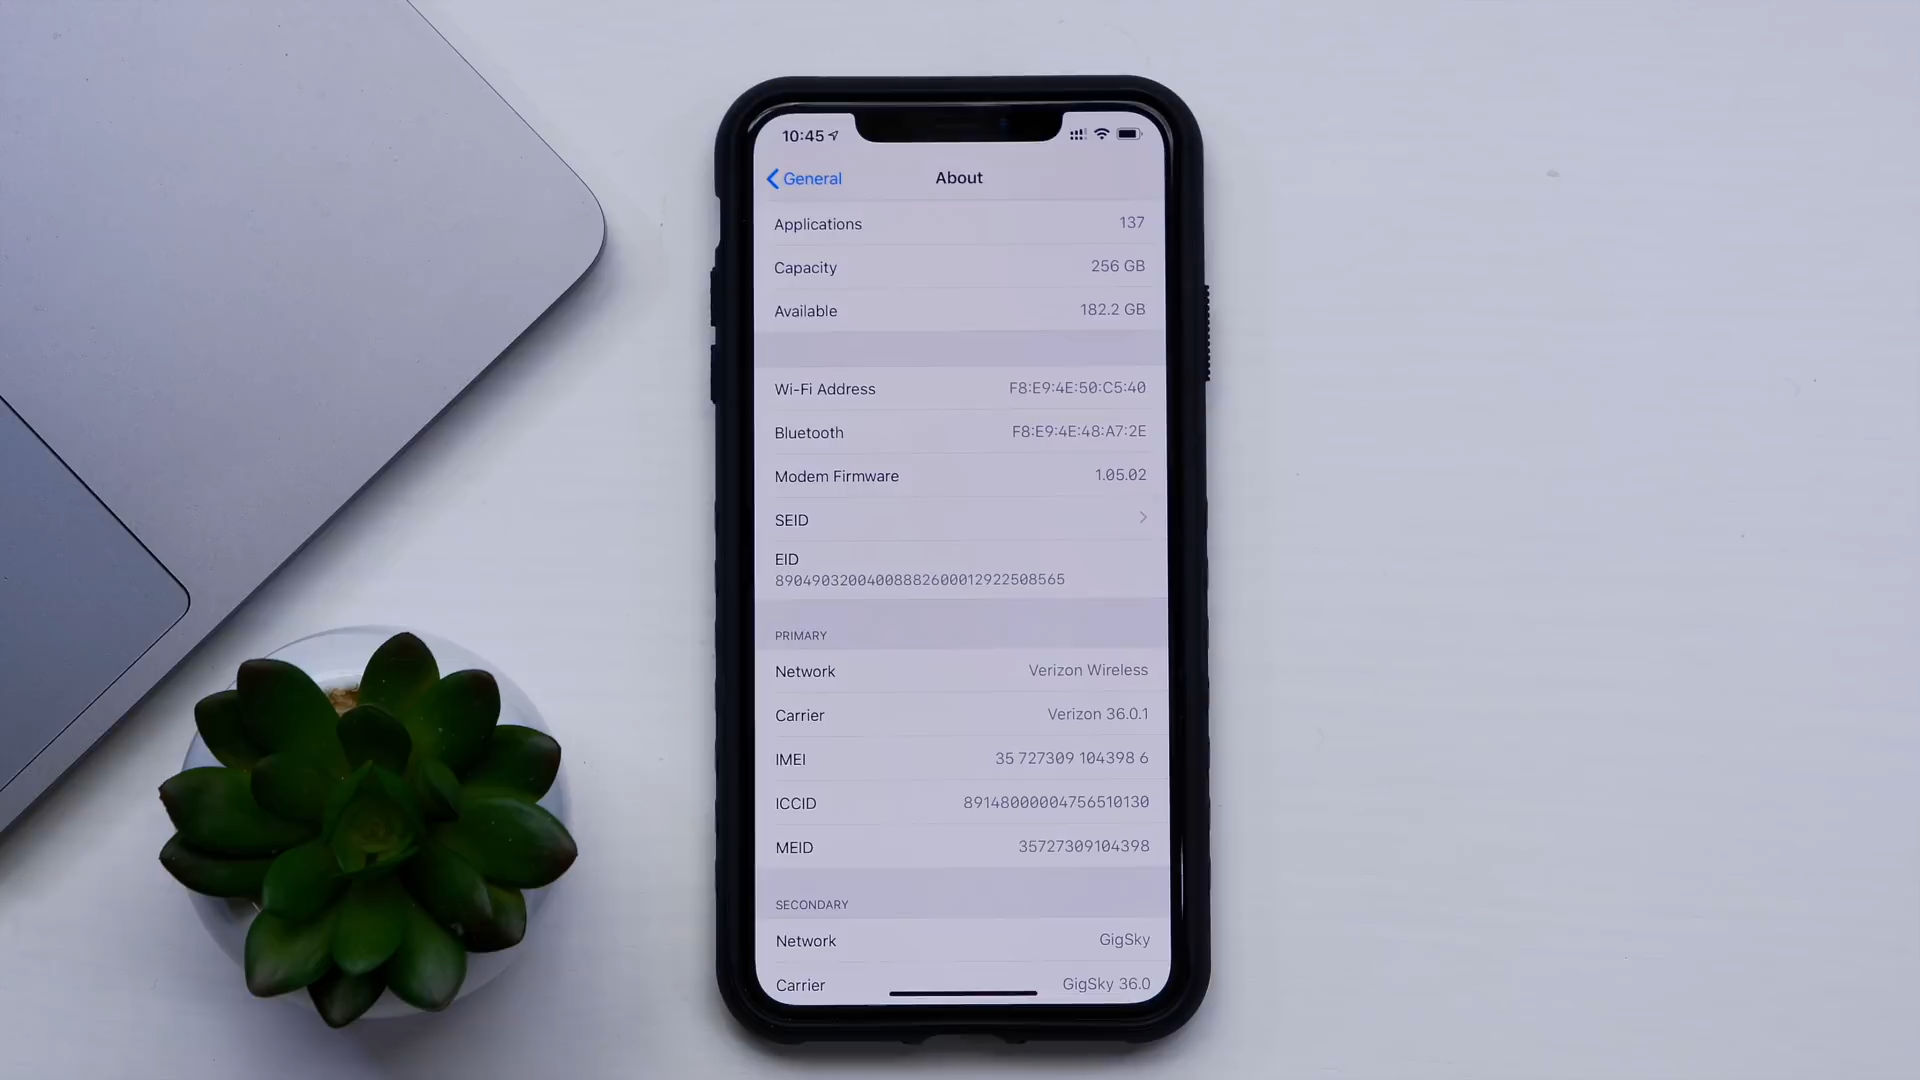 10:45
General About
Applications 137
Capacity 256 GB
Available 182.2 GB
Wi-Fi Address F8:E9:4E:50:C5:40
Bluetooth F8:E9:4E:48:A7:2E
Modem Firmware 1.05.02
SEID
EID
89049032004008882600012922508565
PRIMARY
Network Verizon Wireless
Carrier Verizon 36.0.1
IMEI 35 727309 104398 6
ICCID 89148000004756510130
MEID 35727309104398
SECONDARY
Network GigSky
Carrier GigSky 36.0